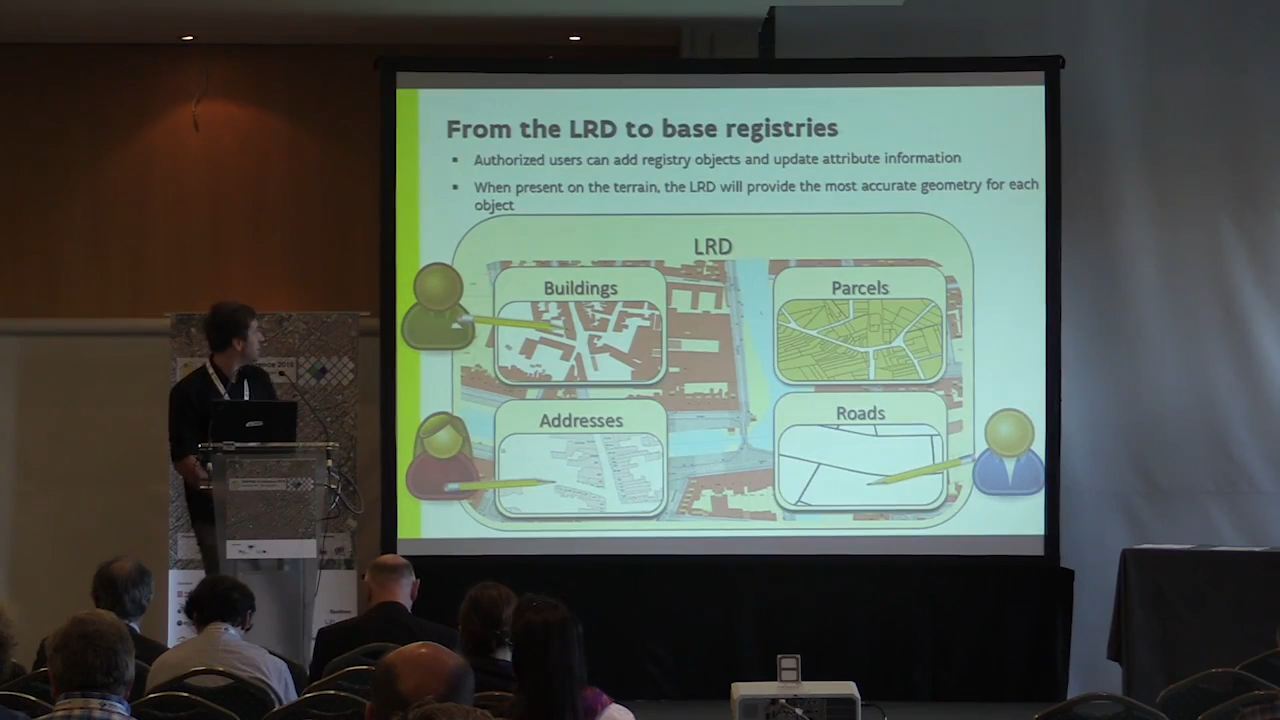 From the LRD to base registries
▪ Authorized users can add registry objects and update attribute information
▪ When present on the terrain, the LRD will provide the most accurate geometry for each
object
LRD
Buildings
Parcels
Addresses
Roads
2015